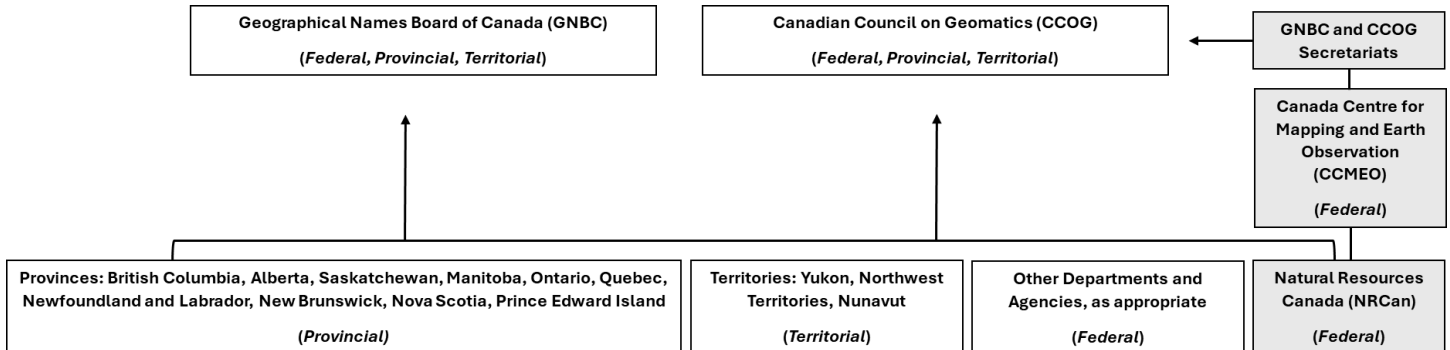 Geographical Names Board of Canada (GNBC)
(Federal, Provincial, Territorial)
Canadian Council on Geomatics (CCOG)
(Federal, Provincial, Territorial)
GNBC and CCOG
Secretariats
Canada Centre for
Mapping and Earth
Observation
(CCMEO)
(Federal)
Provinces: British Columbia, Alberta, Saskatchewan, Manitoba, Ontario, Quebec,
Newfoundland and Labrador, New Brunswick, Nova Scotia, Prince Edward Island
(Provincial)
Territories: Yukon, Northwest
Territories, Nunavut
(Territorial)
Other Departments and
Agencies, as appropriate
(Federal)
Natural Resources
Canada (NRCan)
(Federal)